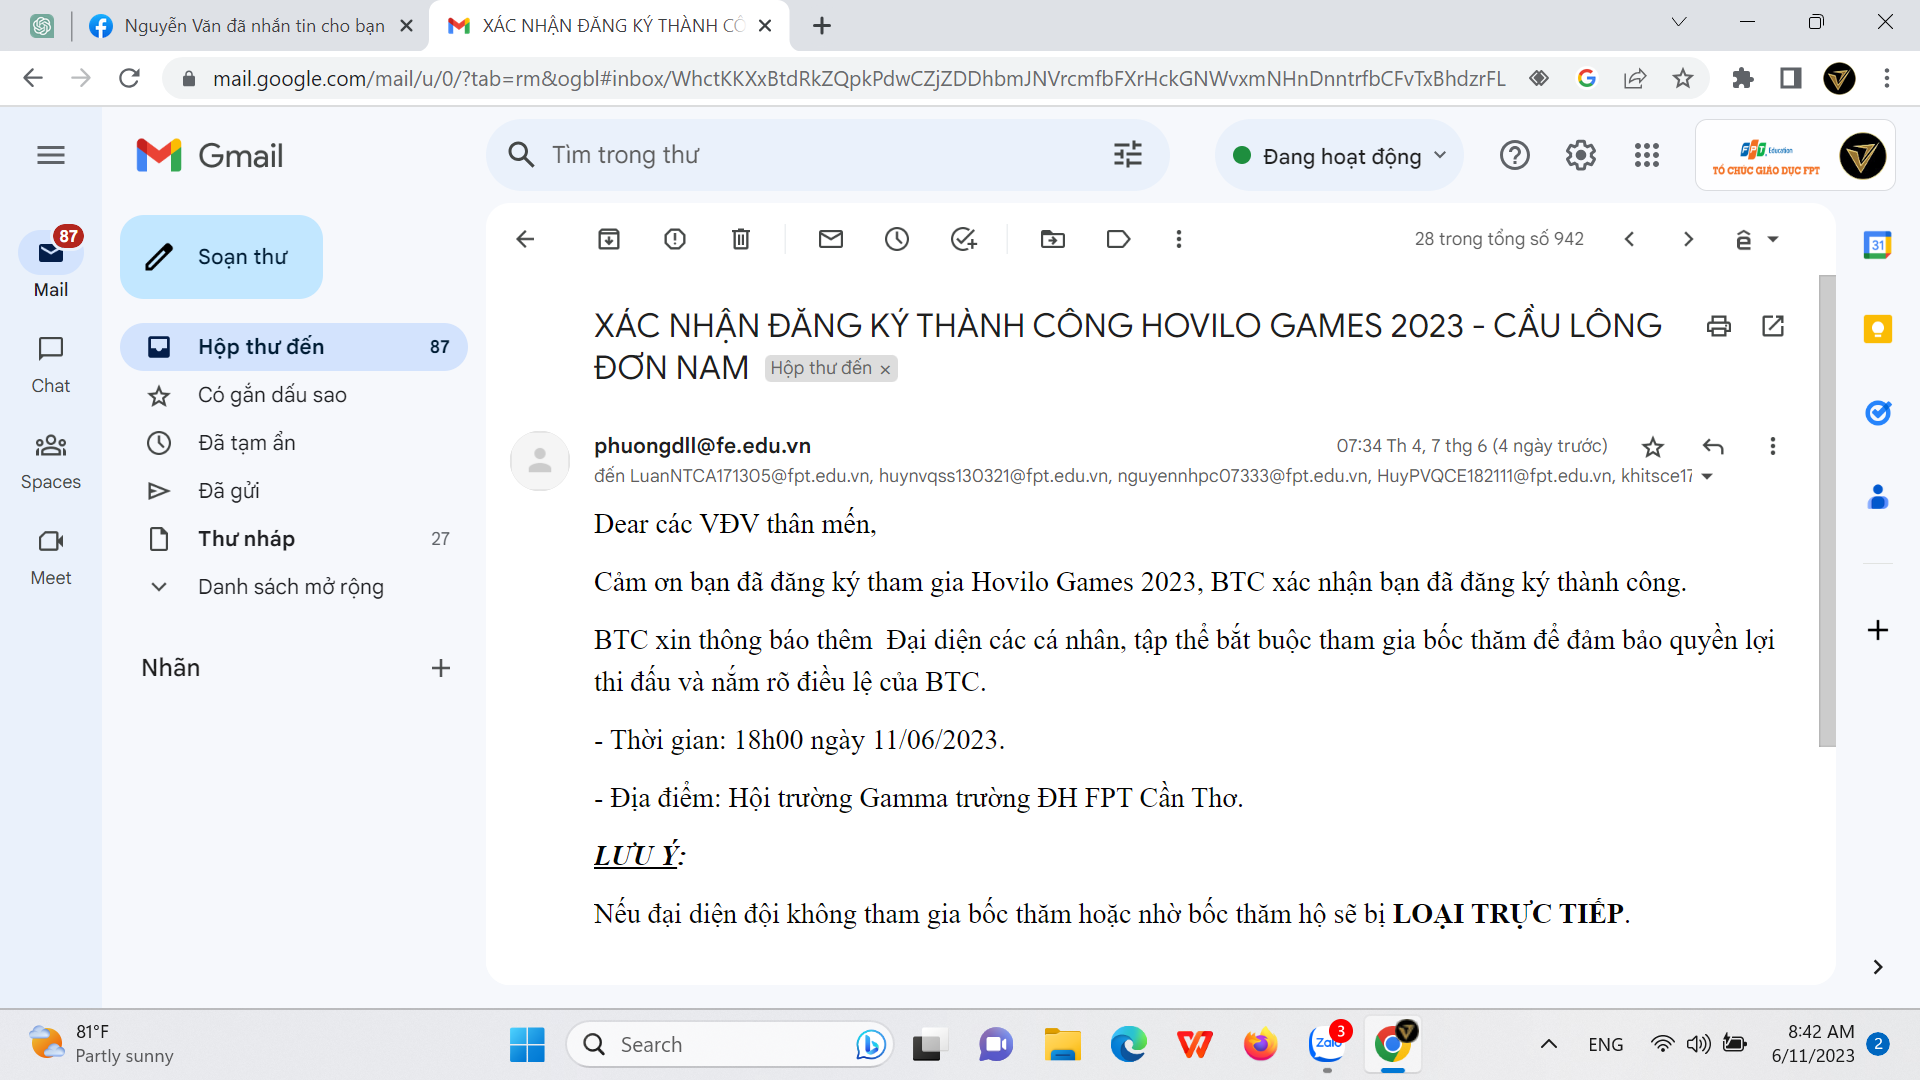 Nguyễn Văn đã nhắn tin cho bạn
XÁC NHẬN ĐĂNG KÝ THÀNH CÔ
mail.google.com/mail/u/0/?tab=rm&ogbl#inbox/WhctKKXxBtdRkZQpkPdwCZjZDDhbmJNVrcmfbFXrHckGNWvxmNHnDnntrfbCFvTxBhdzrFL
Gmail
Tìm trong thư
Đang hoạt động
FPT Education
TỔ CHỨC GIÁO DỤC FPT
87
Mail
Chat
Spaces
Meet
Soạn thư
Hộp thư đến 87
Có gắn dấu sao
Đã tạm ẩn
Đã gửi
Thư nháp 27
Danh sách mở rộng
Nhãn
28 trong tổng số 942
XÁC NHẬN ĐĂNG KÝ THÀNH CÔNG HOVILO GAMES 2023 - CẦU LÔNG
ĐƠN NAM Hộp thư đến
phuongdll@fe.edu.vn
07:34 Th 4, 7 thg 6 (4 ngày trước)
đến LuanNTCA171305@fpt.edu.vn, huynvqss130321@fpt.edu.vn, nguyennhpc07333@fpt.edu.vn, HuyPVQCE182111@fpt.edu.vn, khitsce17
Dear các VĐV thân mến,
Cảm ơn bạn đã đăng ký tham gia Hovilo Games 2023, BTC xác nhận bạn đã đăng ký thành công.
BTC xin thông báo thêm  Đại diện các cá nhân, tập thể bắt buộc tham gia bốc thăm để đảm bảo quyền lợi
thi đấu và nắm rõ điều lệ của BTC.
- Thời gian: 18h00 ngày 11/06/2023.
- Địa điểm: Hội trường Gamma trường ĐH FPT Cần Thơ.
LƯU Ý:
Nếu đại diện đội không tham gia bốc thăm hoặc nhờ bốc thăm hộ sẽ bị LOẠI TRỰC TIẾP.
31
81°F
Partly sunny
Search
Zalo
3
ENG
8:42 AM
6/11/2023
2